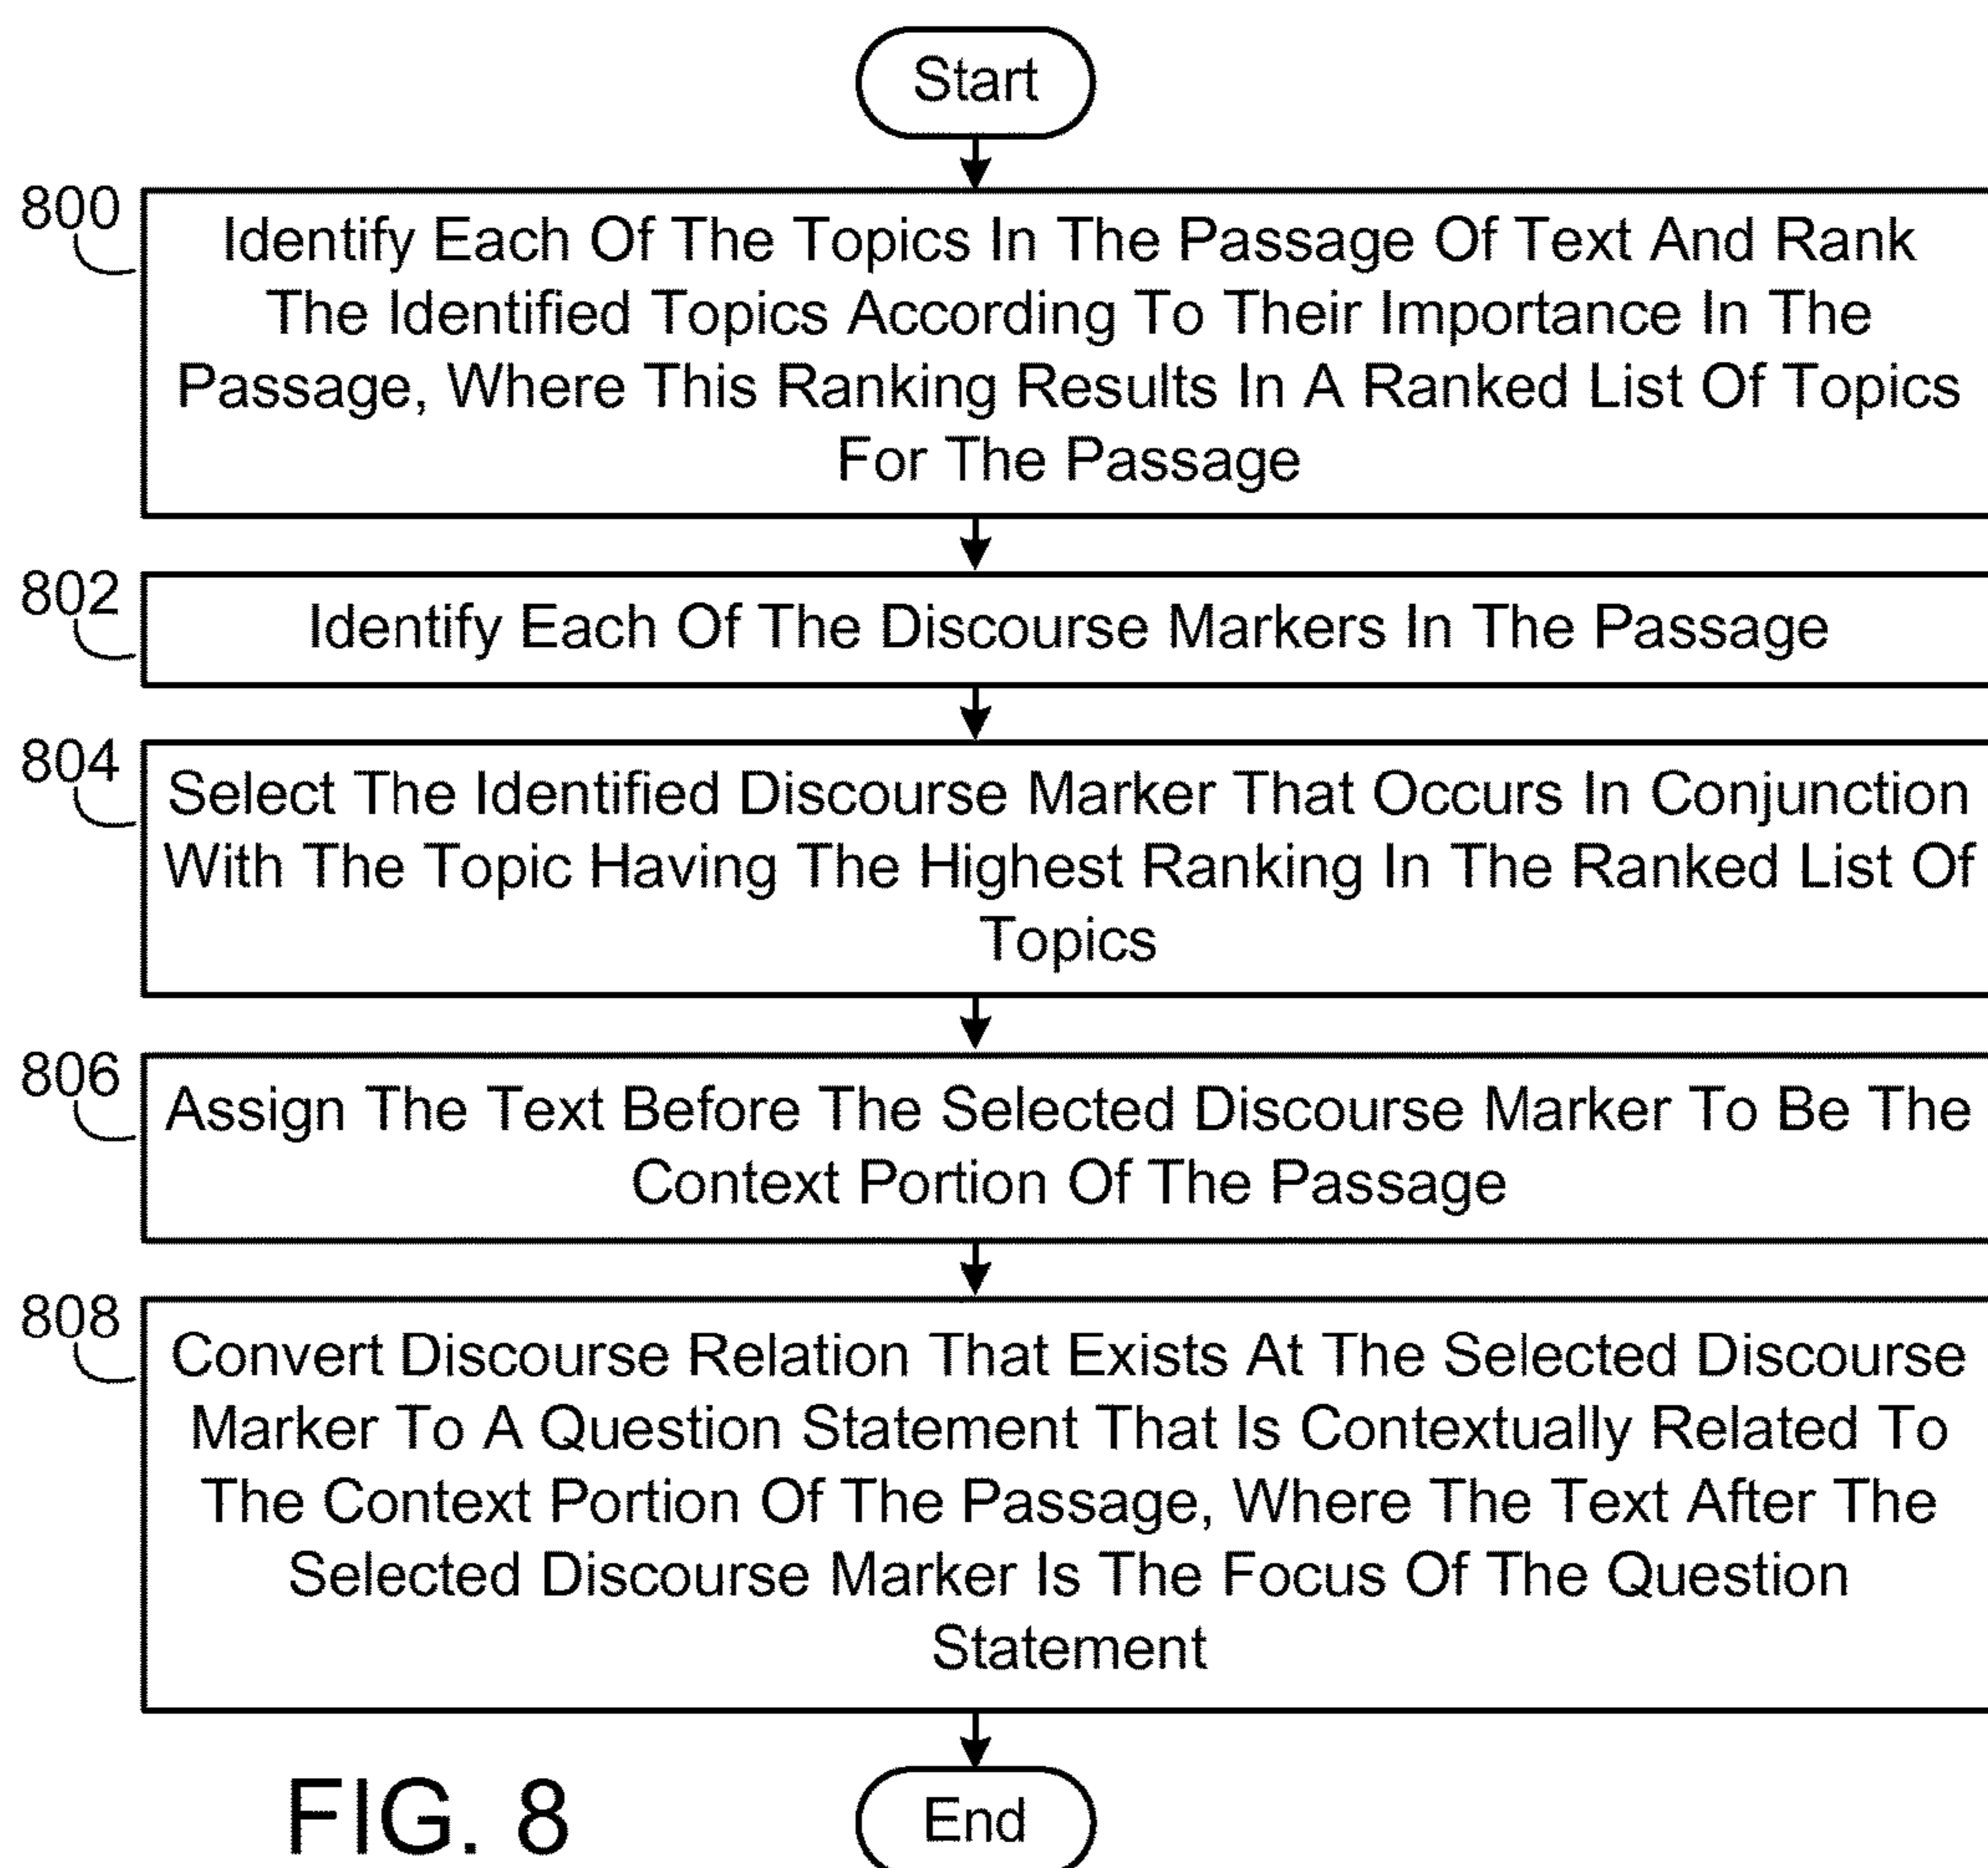 Start
800
Identify Each Of The Topics In The Passage Of Text And Rank
The Identified Topics According To Their Importance In The
Passage, Where This Ranking Results In A Ranked List Of Topics
For The Passage
802
Identify Each Of The Discourse Markers In The Passage
804
Select The Identified Discourse Marker That Occurs In Conjunction
With The Topic Having The Highest Ranking In The Ranked List Of
Topics
806
Assign The Text Before The Selected Discourse Marker To Be The
Context Portion Of The Passage
808
Convert Discourse Relation That Exists At The Selected Discourse
Marker To A Question Statement That Is Contextually Related To
The Context Portion Of The Passage, Where The Text After The
Selected Discourse Marker Is The Focus Of The Question
Statement
End
FIG. 8